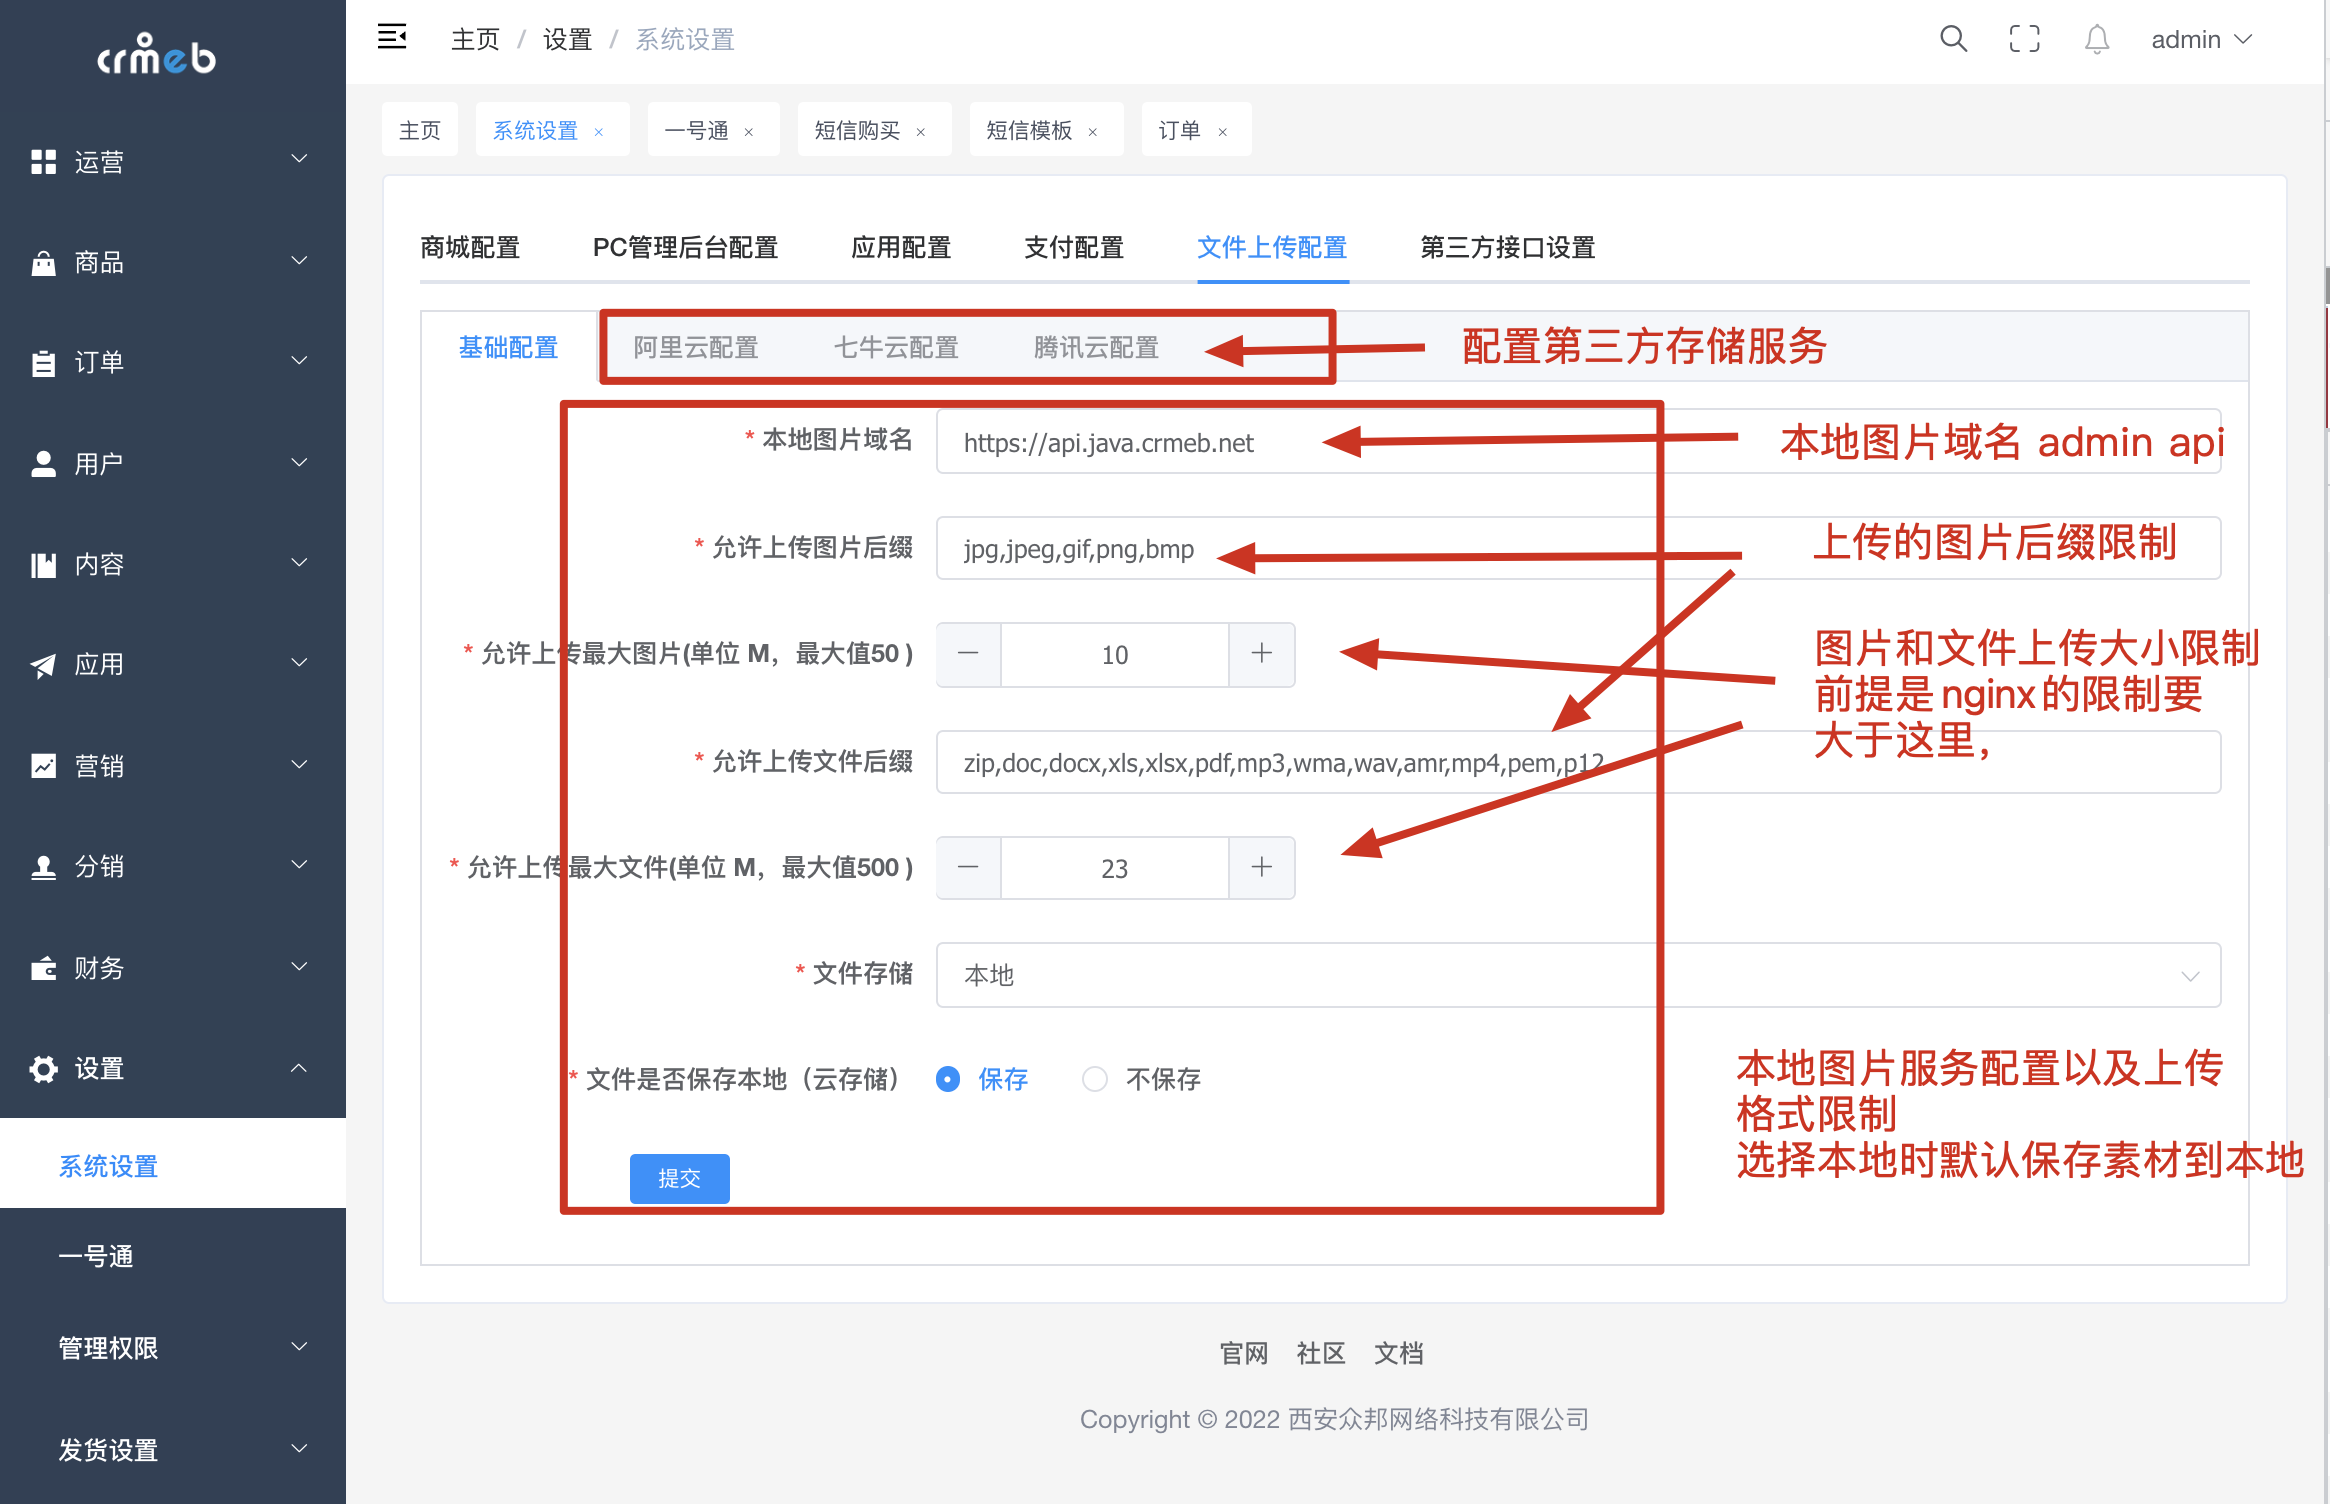 crmeb
主页 / 设置 / 系统设置
admin
主页
系统设置 ×
一号通 ×
短信购买 ×
短信模板 ×
订单 ×
运营
商品
订单
用户
内容
应用
营销
分销
财务
设置
系统设置
一号通
管理权限
发货设置
商城配置
PC管理后台配置
应用配置
支付配置
文件上传配置
第三方接口设置
基础配置
阿里云配置
七牛云配置
腾讯云配置
配置第三方存储服务
* 本地图片域名
https://api.java.crmeb.net
本地图片域名 admin api
* 允许上传图片后缀
jpg,jpeg,gif,png,bmp
上传的图片后缀限制
* 允许上传最大图片(单位 M，最大值50 )
10
图片和文件上传大小限制
前提是nginx的限制要
大于这里，
* 允许上传文件后缀
zip,doc,docx,xls,xlsx,pdf,mp3,wma,wav,amr,mp4,pem,p12
* 允许上传最大文件(单位 M，最大值500 )
23
* 文件存储
本地
* 文件是否保存本地（云存储）
保存
不保存
本地图片服务配置以及上传
格式限制
选择本地时默认保存素材到本地
提交
官网 社区 文档
Copyright © 2022 西安众邦网络科技有限公司